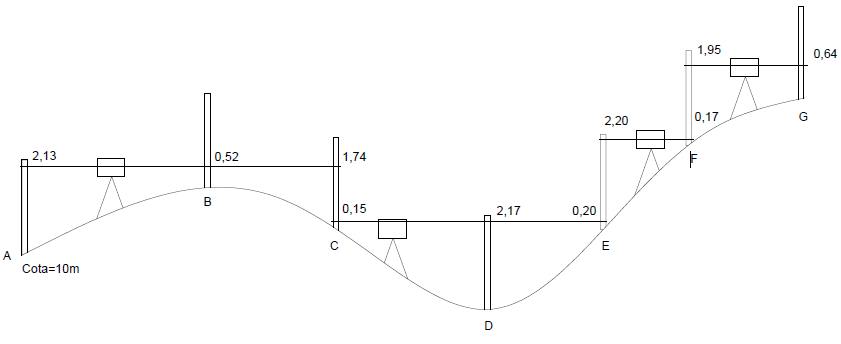 1,95
0,64
2,20
0,17
G
2,13
0,52
1,74
F
B
0,15
2,17
0,20
A
C
E
Cota=10m
D